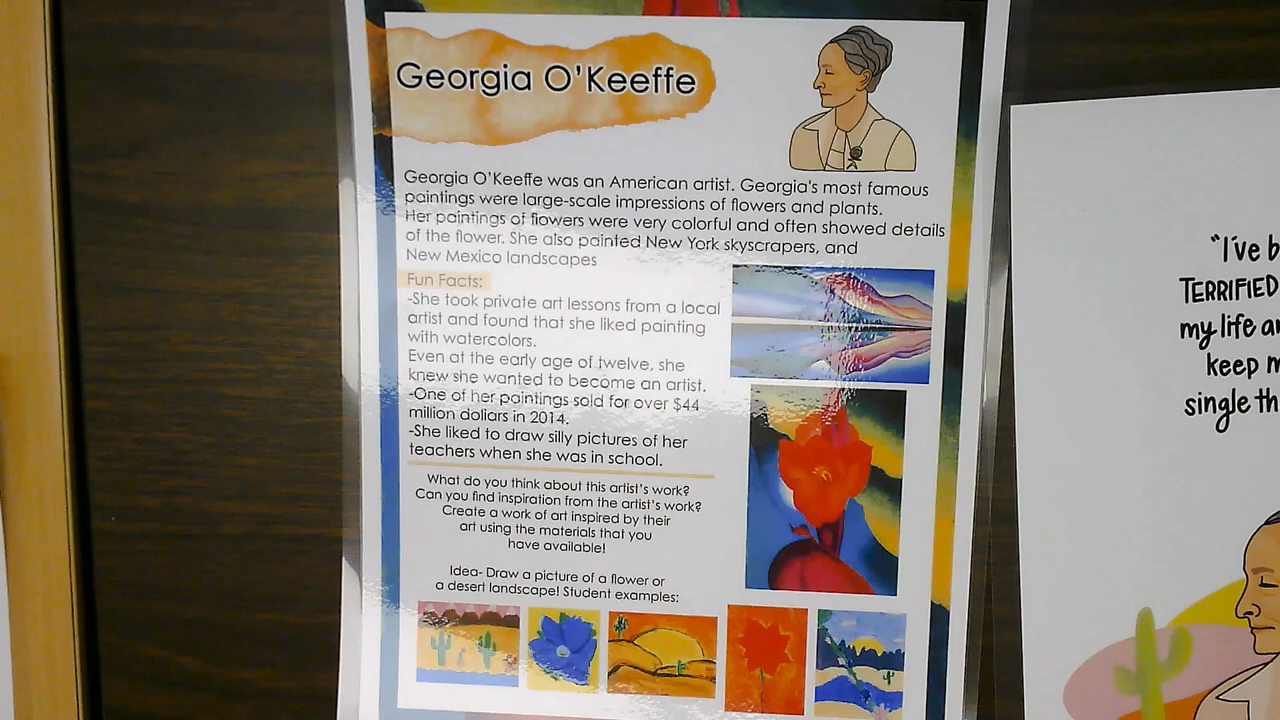 Georgia O'Keeffe
Georgia O'Keeffe was an American artist. Georgia's most famous
paintings were large-scale impressions of flowers and plants.
Her paintings of flowers were very colorful and often showed details
of the flower. She also painted New York skyscrapers, and
New Mexico landscapes
Fun Facts:
-She took private art lessons from a local
artist and found that she liked painting
with watercolors.
Even at the early age of twelve, she
knew she wanted to become an artist.
-One of her paintings sold for over $44
million dollars in 2014.
-She liked to draw silly pictures of her
teachers when she was in school.
What do you think about this artist's work?
Can you find inspiration from the artist's work?
Create a work of art inspired by their
art using the materials that you
have available!
Idea- Draw a picture of a flower or
a desert landscape! Student examples:
"I've
TERRIFIED
my life
keep
single